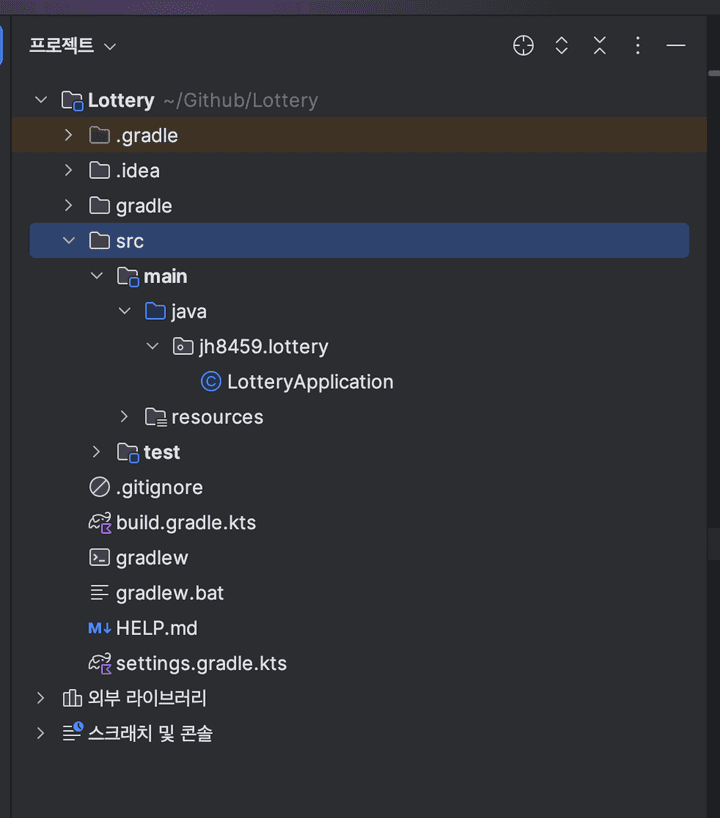 프로젝트
Lottery ~/Github/Lottery
.gradle
.idea
gradle
src
main
java
jh8459.lottery
LotteryApplication
resources
test
.gitignore
build.gradle.kts
gradlew
gradlew.bat
HELP.md
settings.gradle.kts
외부 라이브러리
스크래치 및 콘솔